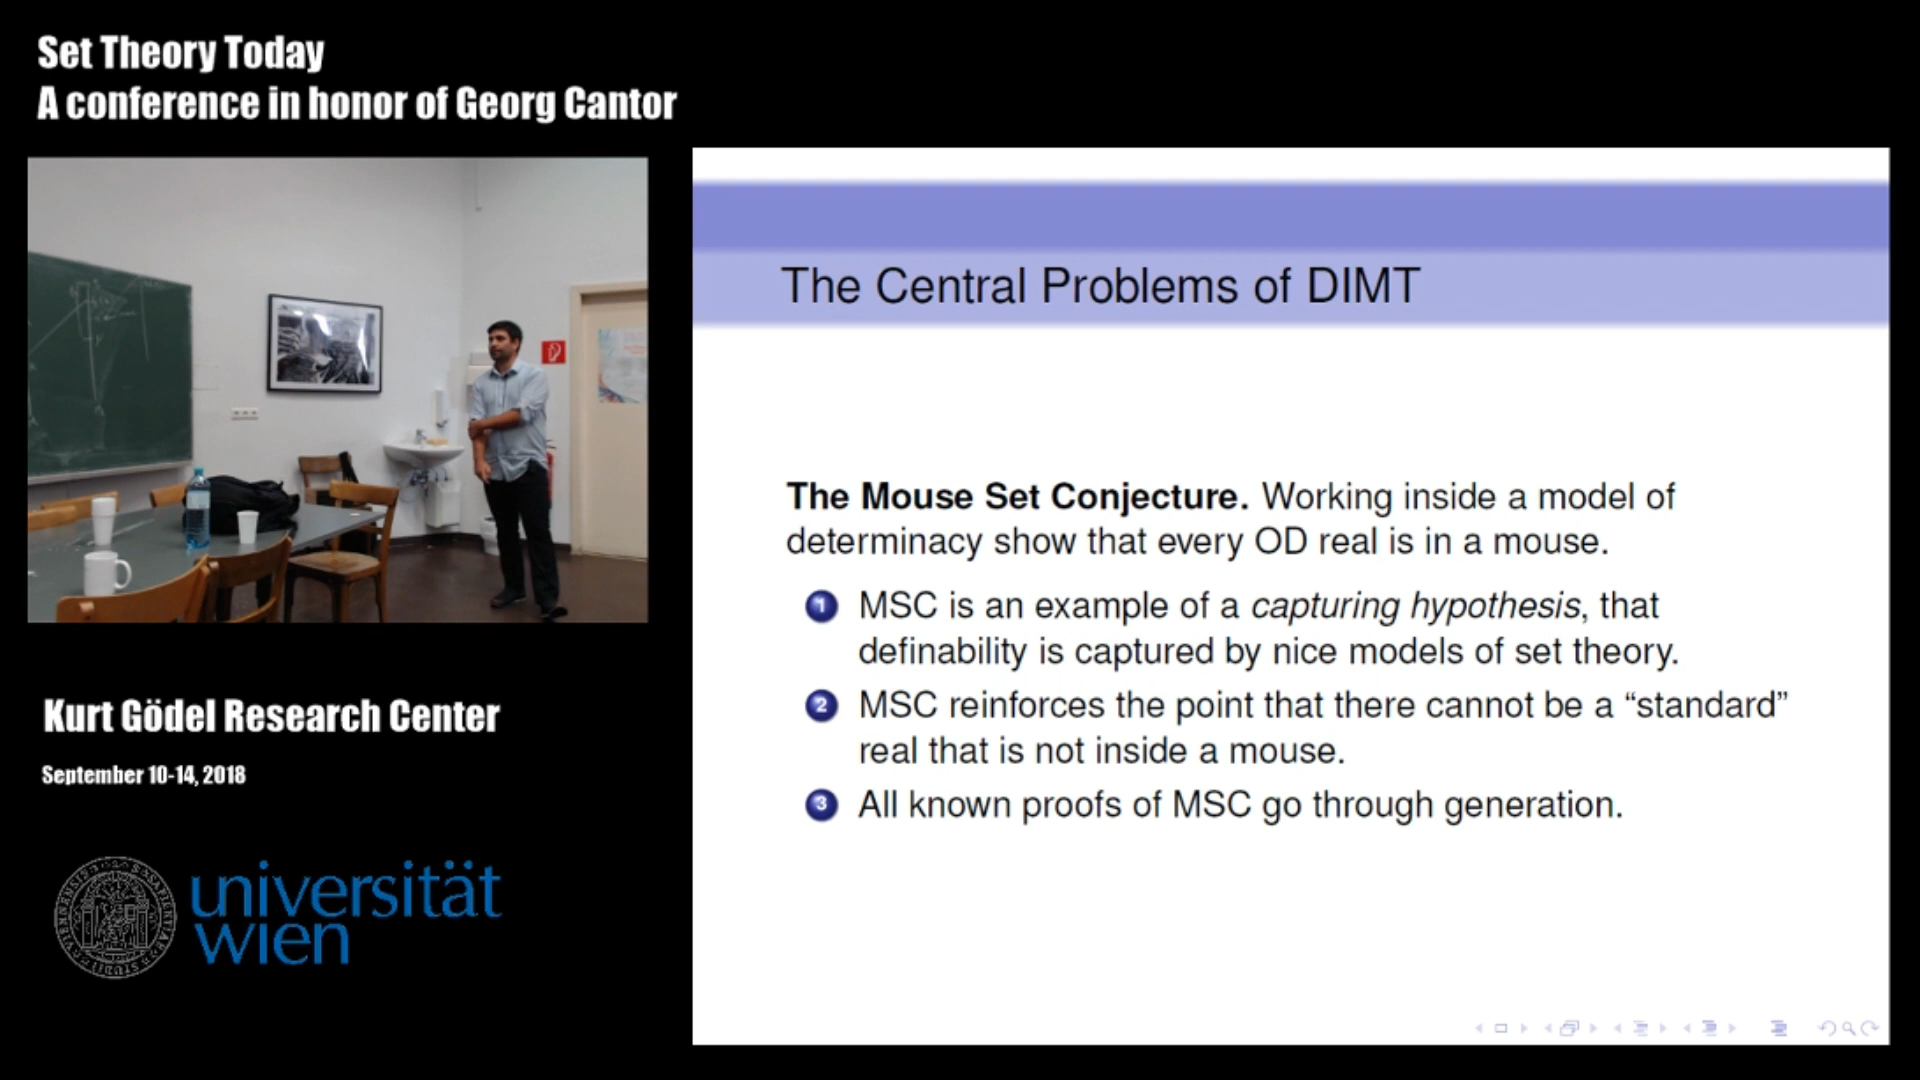 Set Theory Today
A conference in honor of Georg Cantor
The Central Problems of DIMT
The Mouse Set Conjecture. Working inside a model of
determinacy show that every OD real is in a mouse.
1 MSC is an example of a capturing hypothesis, that
definability is captured by nice models of set theory.
2 MSC reinforces the point that there cannot be a “standard”
real that is not inside a mouse.
3 All known proofs of MSC go through generation.
Kurt Gödel Research Center
September 10-14, 2018
universität
wien